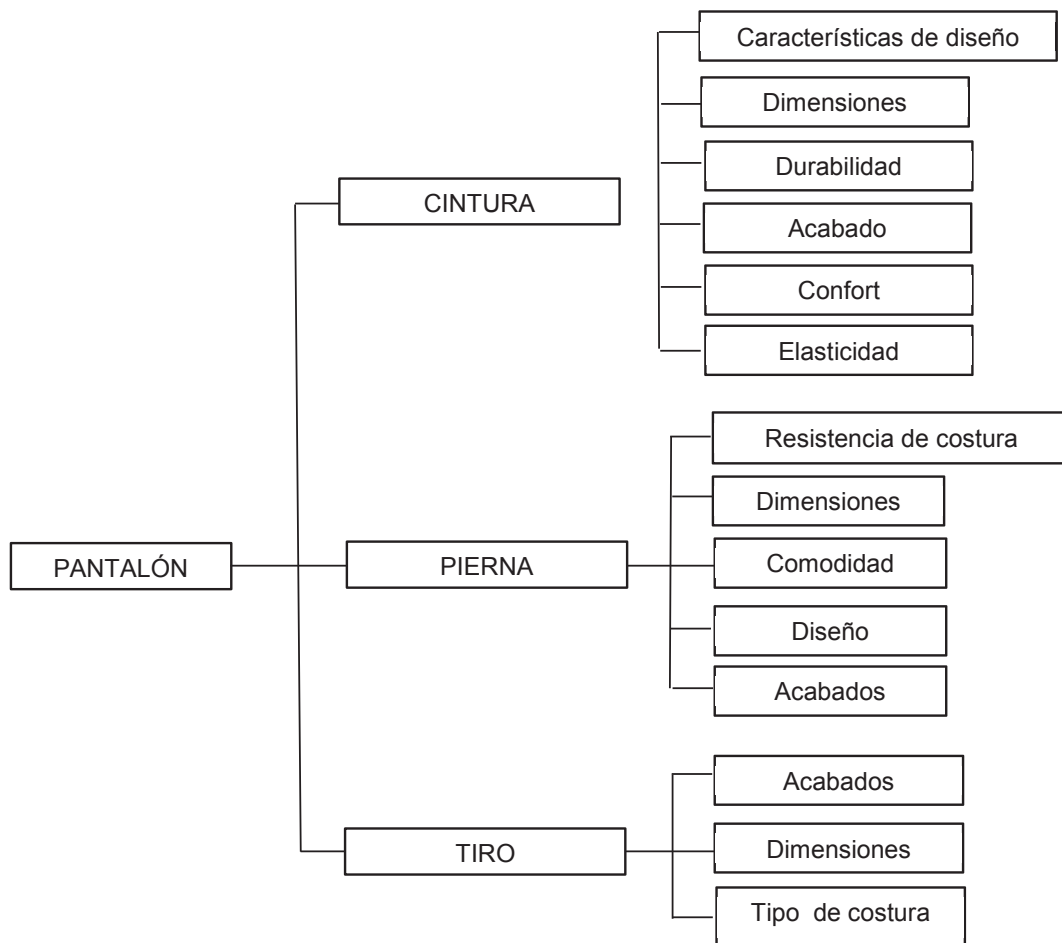 Características de diseño
Dimensiones
Durabilidad
CINTURA
Acabado
Confort
Elasticidad
Resistencia de costura
Dimensiones
PANTALÓN
PIERNA
Comodidad
Diseño
Acabados
Acabados
TIRO
Dimensiones
Tipo de costura